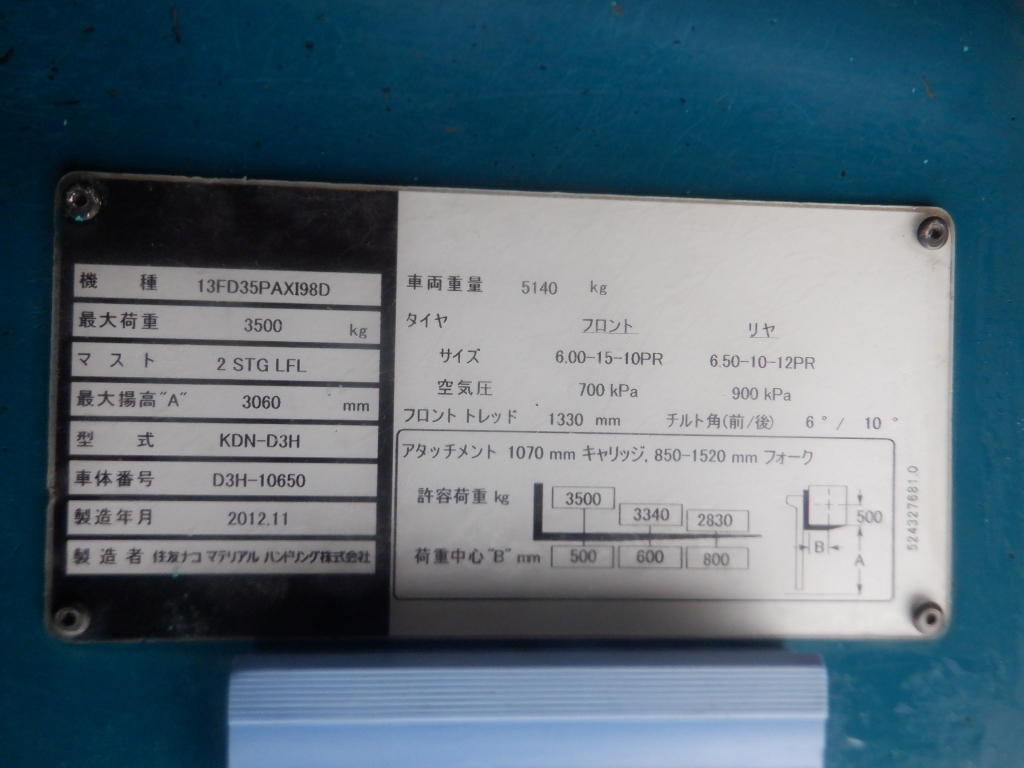 機 種 13FD35PAXI98D
最大荷重 3500 kg
マスト 2 STG LFL
最大揚高"A" 3060 mm
型 式 KDN-D3H
車体番号 D3H-10650
製造年月 2012.11
製造者 住友ナコ マテリアル ハンドリング株式会社
車両重量 5140 kg
タイヤ フロント リヤ
サイズ 6.00-15-10PR 6.50-10-12PR
空気圧 700 kPa 900 kPa
フロント トレッド 1330 mm チルト角(前/後) 6 ° / 10 °
アタッチメント 1070 mm キャリッジ, 850-1520 mm フォーク
許容荷重 kg 3500 3340 2830
荷重中心"B" mm 500 600 800
500
B
A
524327681.0